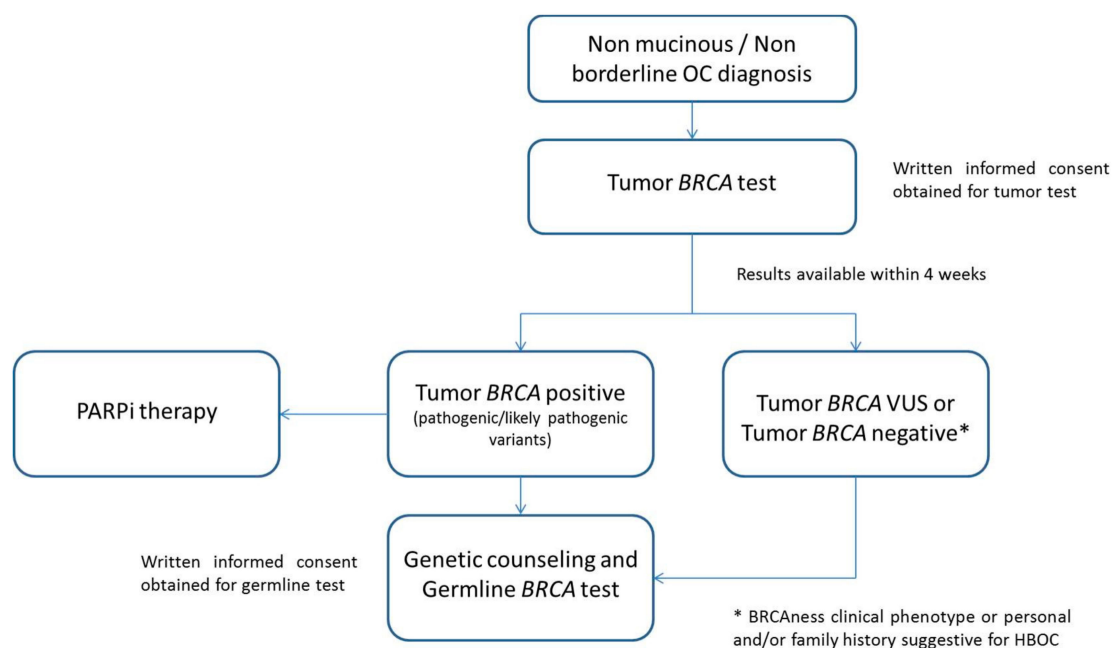 Non mucinous / Non
borderline OC diagnosis
Tumor BRCA test
Written informed consent
obtained for tumor test
Results available within 4 weeks
PARPi therapy
Tumor BRCA positive
(pathogenic/likely pathogenic
variants)
Tumor BRCA VUS or
Tumor BRCA negative*
Written informed consent
obtained for germline test
Genetic counseling and
Germline BRCA test
* BRCAness clinical phenotype or personal
and/or family history suggestive for HBOC